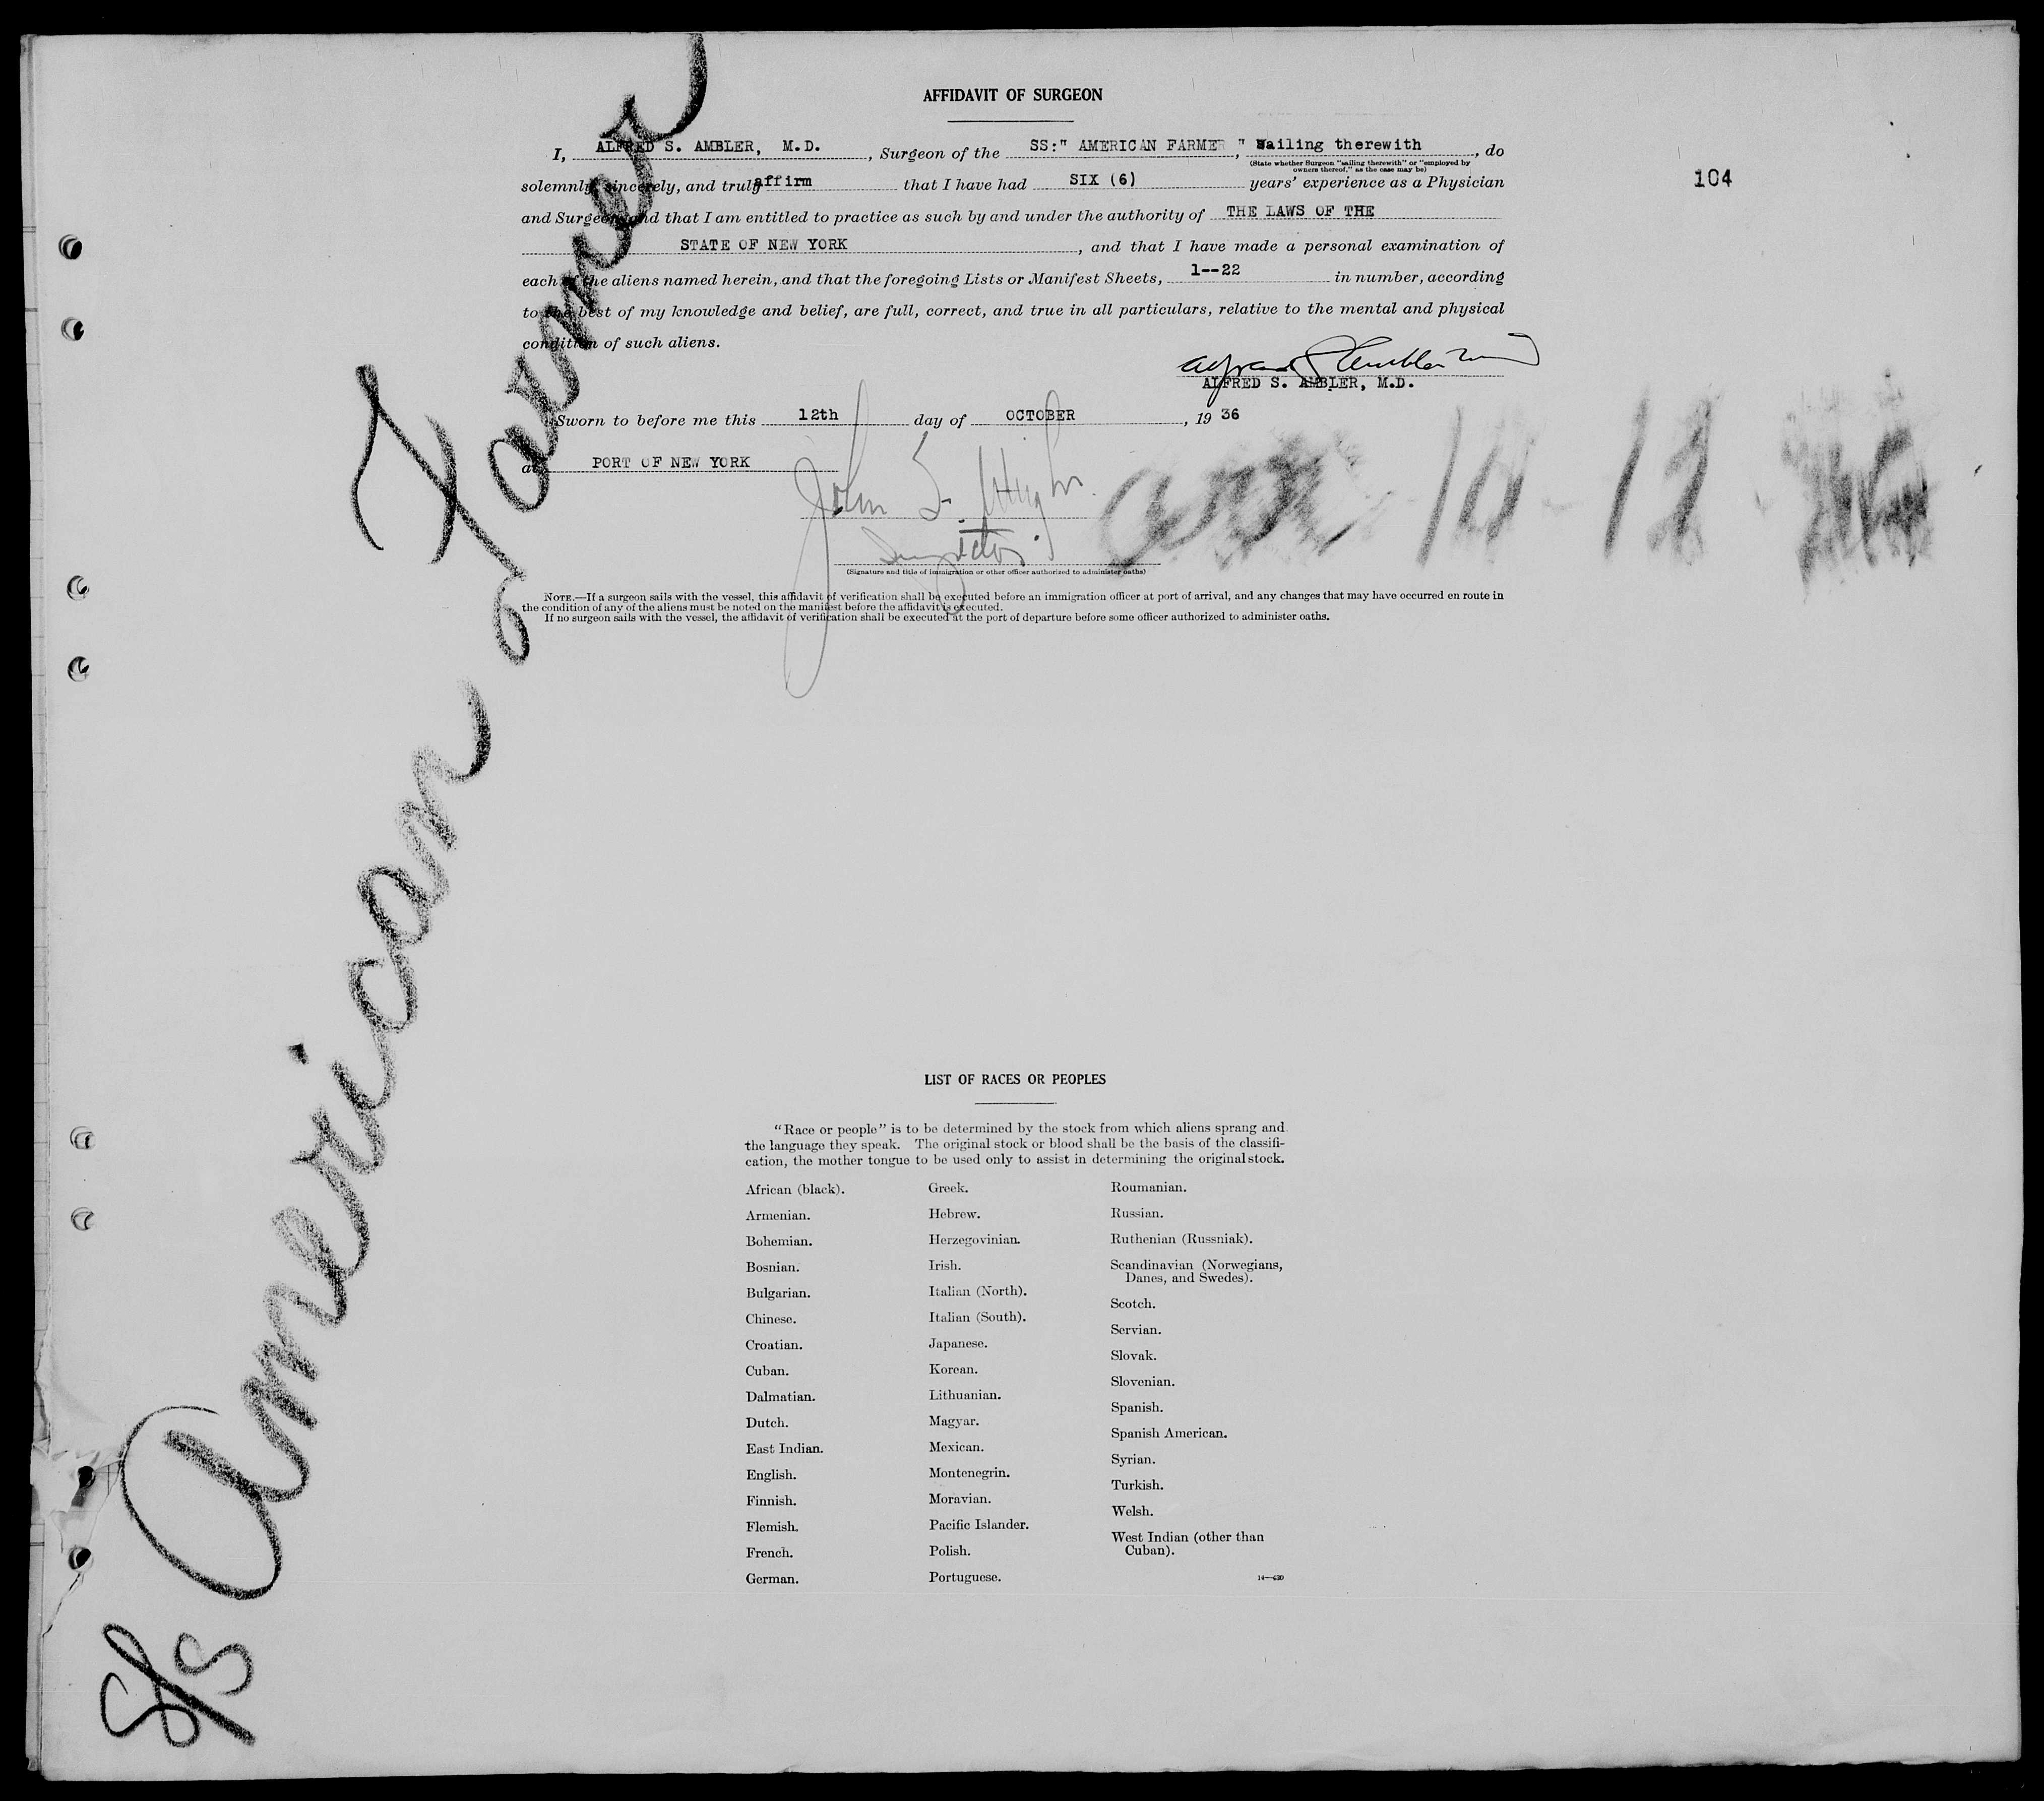 AFFIDAVIT OF SURGEON
I, ALFRED S. AMBLER, M.D. , Surgeon of the SS:" AMERICAN FARMER ," Sailing therewith , do
(State whether Surgeon "sailing therewith" or "employed by
owners thereof," as the case may be)
solemnly, sincerely, and truly affirm that I have had SIX (6) years' experience as a Physician
104
and Surgeon, and that I am entitled to practice as such by and under the authority of THE LAWS OF THE
STATE OF NEW YORK , and that I have made a personal examination of
each of the aliens named herein, and that the foregoing Lists or Manifest Sheets, 1--22 in number, according
to the best of my knowledge and belief, are full, correct, and true in all particulars, relative to the mental and physical
condition of such aliens.
ALFRED S. AMBLER, M.D.
Sworn to before me this 12th day of OCTOBER , 19 36
at PORT OF NEW YORK
John S.
Inspector
arr 10-12
(Signature and title of immigration or other officer authorized to administer oaths)
NOTE.—If a surgeon sails with the vessel, this affidavit of verification shall be executed before an immigration officer at port of arrival, and any changes that may have occurred en route in
the condition of any of the aliens must be noted on the manifest before the affidavit is executed.
If no surgeon sails with the vessel, the affidavit of verification shall be executed at the port of departure before some officer authorized to administer oaths.
S/S American Farmer
LIST OF RACES OR PEOPLES
"Race or people" is to be determined by the stock from which aliens sprang and
the language they speak. The original stock or blood shall be the basis of the classifi-
cation, the mother tongue to be used only to assist in determining the original stock.
African (black).
Armenian.
Bohemian.
Bosnian.
Bulgarian.
Chinese.
Croatian.
Cuban.
Dalmatian.
Dutch.
East Indian.
English.
Finnish.
Flemish.
French.
German.
Greek.
Hebrew.
Herzegovinian.
Irish.
Italian (North).
Italian (South).
Japanese.
Korean.
Lithuanian.
Magyar.
Mexican.
Montenegrin.
Moravian.
Pacific Islander.
Polish.
Portuguese.
Roumanian.
Russian.
Ruthenian (Russniak).
Scandinavian (Norwegians,
Danes, and Swedes).
Scotch.
Servian.
Slovak.
Slovenian.
Spanish.
Spanish American.
Syrian.
Turkish.
Welsh.
West Indian (other than
Cuban).
14—430